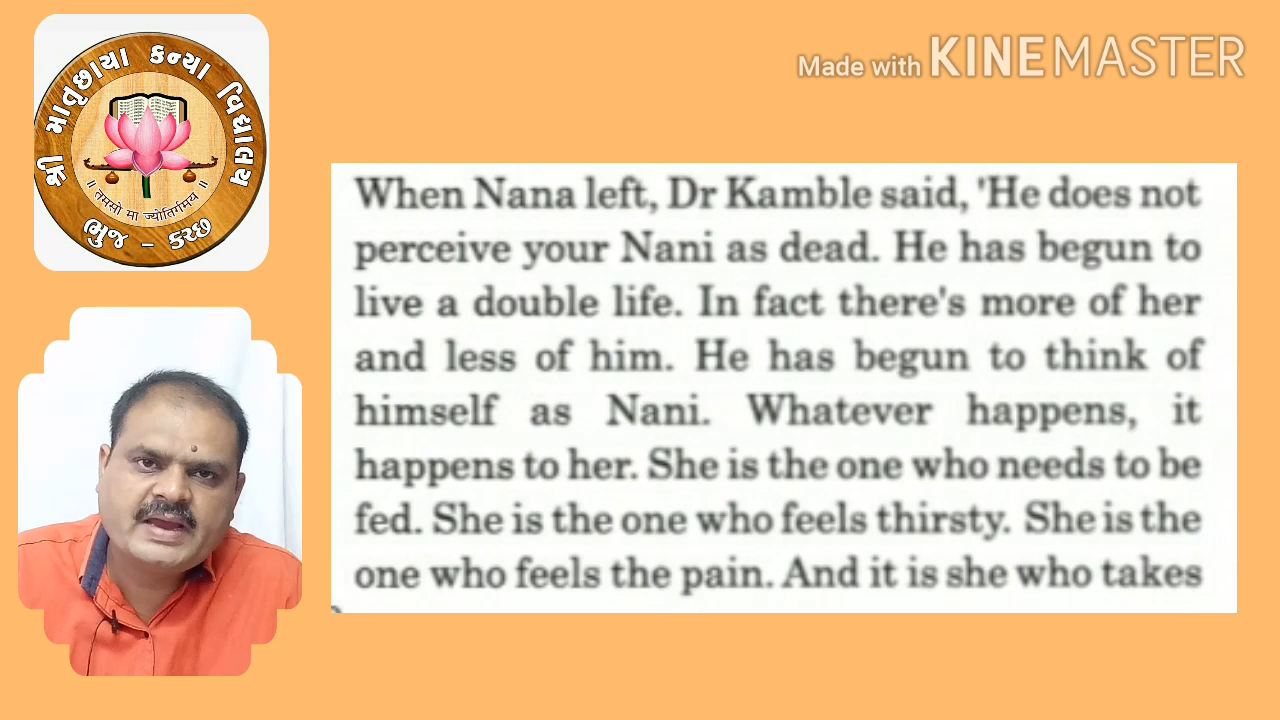 શ્રી માતૃછાયા કન્યા વિદ્યાલય
॥ तमसो मा ज्योतिर्गमय ॥
ભુજ - કચ્છ
Made with KINEMASTER
When Nana left, Dr Kamble said, 'He does not
perceive your Nani as dead. He has begun to
live a double life. In fact there's more of her
and less of him. He has begun to think of
himself as Nani. Whatever happens, it
happens to her. She is the one who needs to be
fed. She is the one who feels thirsty. She is the
one who feels the pain. And it is she who takes